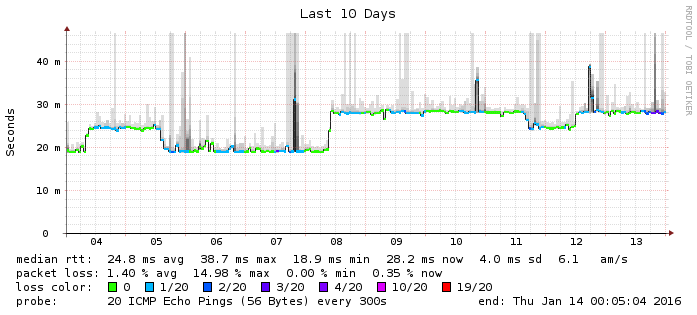 Last 10 Days
RRDTOOL / TOBI OETIKER
Seconds
40 m
30 m
20 m
10 m
0
04 05 06 07 08 09 10 11 12 13
median rtt: 24.8 ms avg 38.7 ms max 18.9 ms min 28.2 ms now 4.0 ms sd 6.1 am/s
packet loss: 1.40 % avg 14.98 % max 0.00 % min 0.35 % now
loss color: 0 1/20 2/20 3/20 4/20 10/20 19/20
probe: 20 ICMP Echo Pings (56 Bytes) every 300s end: Thu Jan 14 00:05:04 2016